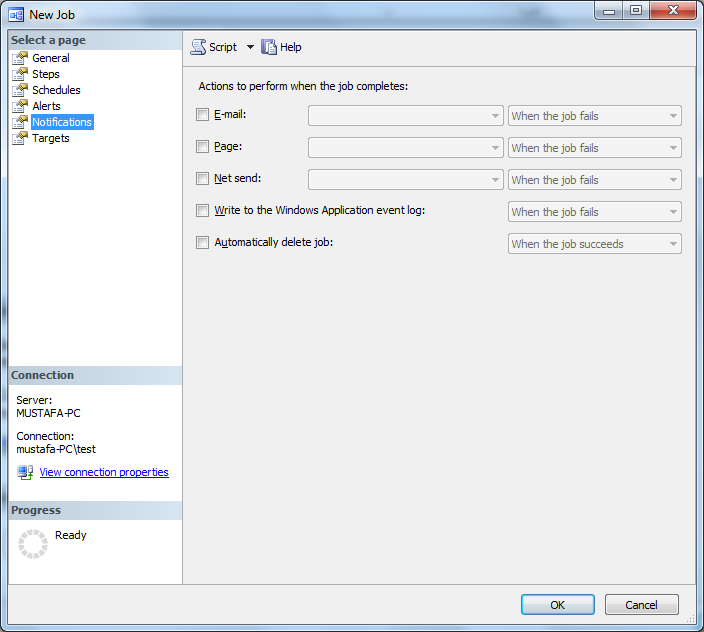 New Job
Select a page
General
Steps
Schedules
Alerts
Notifications
Targets
Connection
Server:
MUSTAFA-PC
Connection:
mustafa-PC\test
View connection properties
Progress
Ready
Script Help
Actions to perform when the job completes:
E-mail: When the job fails
Page: When the job fails
Net send: When the job fails
Write to the Windows Application event log: When the job fails
Automatically delete job: When the job succeeds
OK Cancel